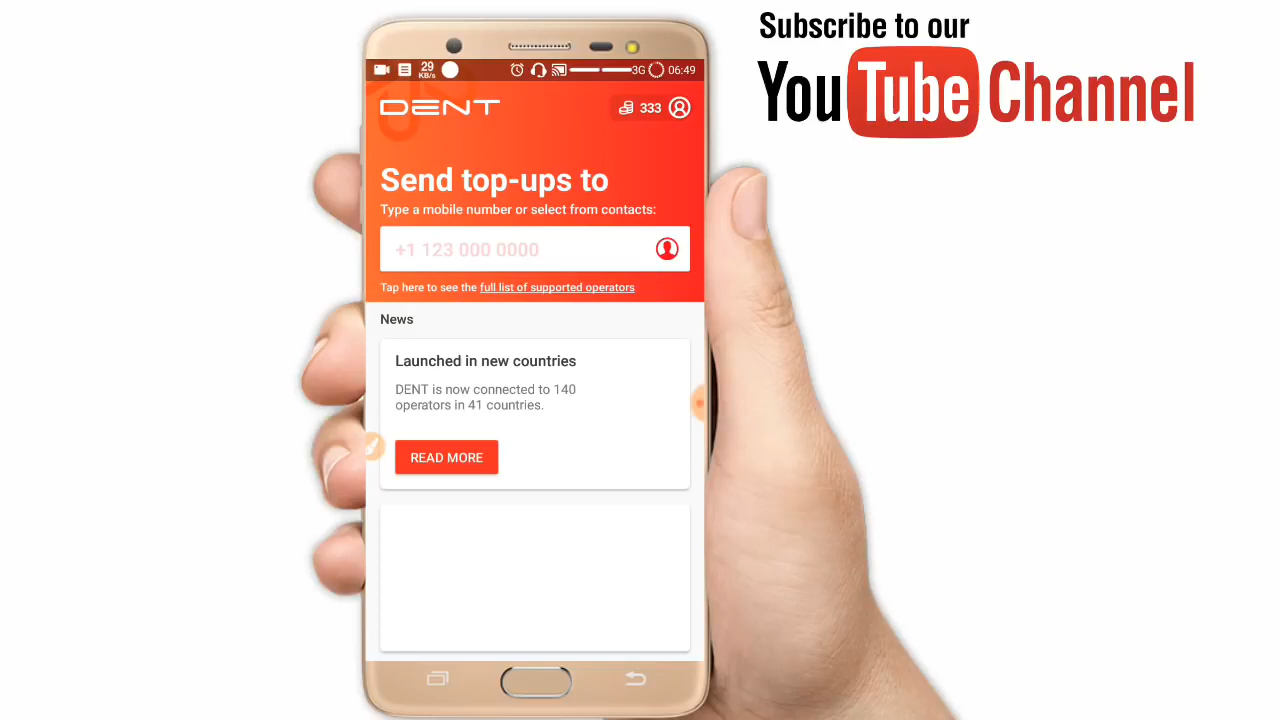 Subscribe to our
YouTube Channel
29
KB/s
3G
06:49
DENT
333
Send top-ups to
Type a mobile number or select from contacts:
+1 123 000 0000
Tap here to see the full list of supported operators
News
Launched in new countries
DENT is now connected to 140
operators in 41 countries.
READ MORE